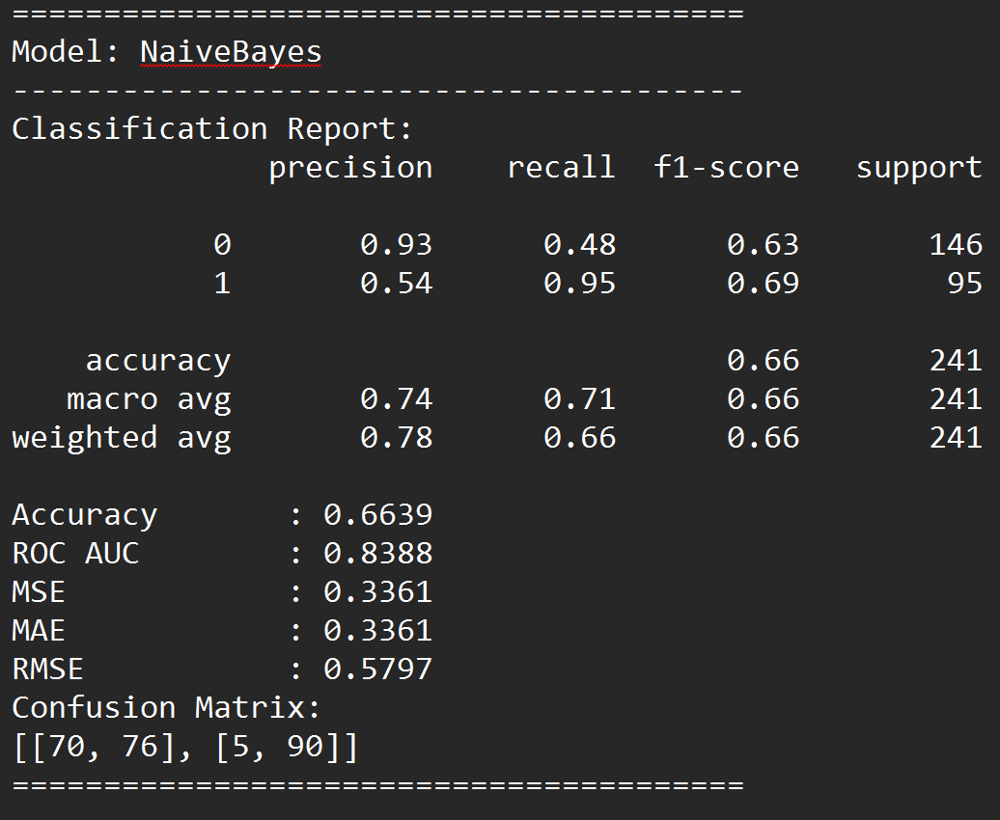 ========================================
Model: NaiveBayes
----------------------------------------
Classification Report:
              precision    recall  f1-score   support

           0       0.93      0.48      0.63       146
           1       0.54      0.95      0.69        95

    accuracy                           0.66       241
   macro avg       0.74      0.71      0.66       241
weighted avg       0.78      0.66      0.66       241

Accuracy       : 0.6639
ROC AUC        : 0.8388
MSE            : 0.3361
MAE            : 0.3361
RMSE           : 0.5797
Confusion Matrix:
[[70, 76], [5, 90]]
========================================